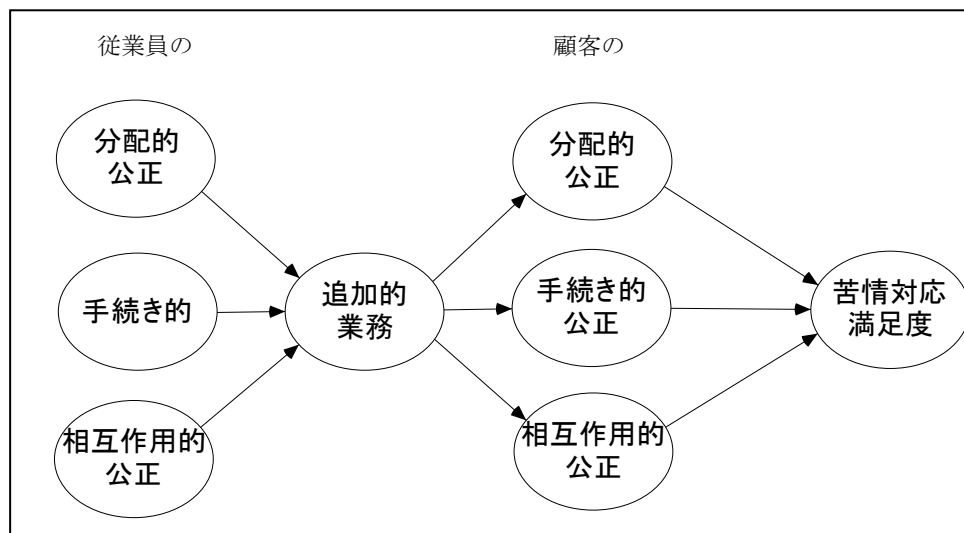 従業員の
顧客の
分配的
公正
分配的
公正
手続き的
追加的
業務
手続き的
公正
苦情対応
満足度
相互作用的
公正
相互作用的
公正